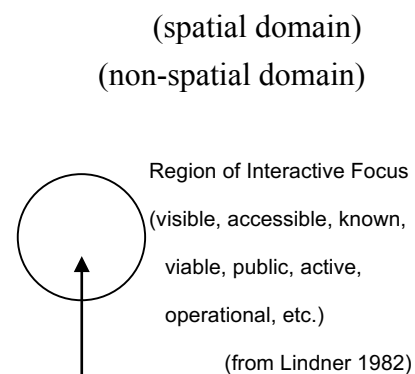 (spatial domain)
(non-spatial domain)
Region of Interactive Focus
(visible, accessible, known,
viable, public, active,
operational, etc.)
(from Lindner 1982)